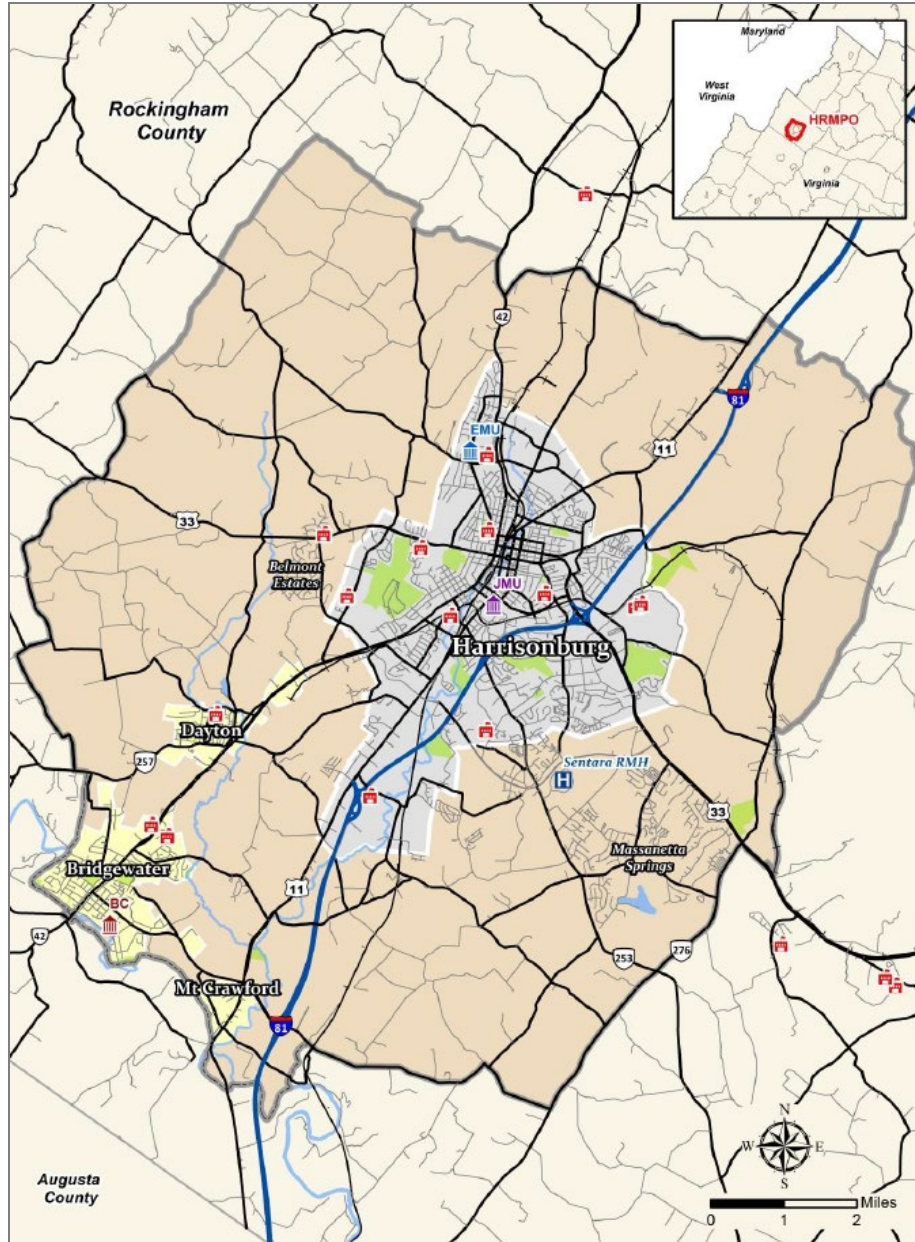 Maryland
West
Virginia
HRMPO
Virginia
Rockingham
County
42
81
EMU
11
33
Belmont
Estates
JMU
Harrisonburg
Dayton
257
Sentara RMH
H
33
Massanetta
Springs
Bridgewater
11
BC
42
253
276
Mt Crawford
81
N
W
E
S
Augusta
County
Miles
0 1 2